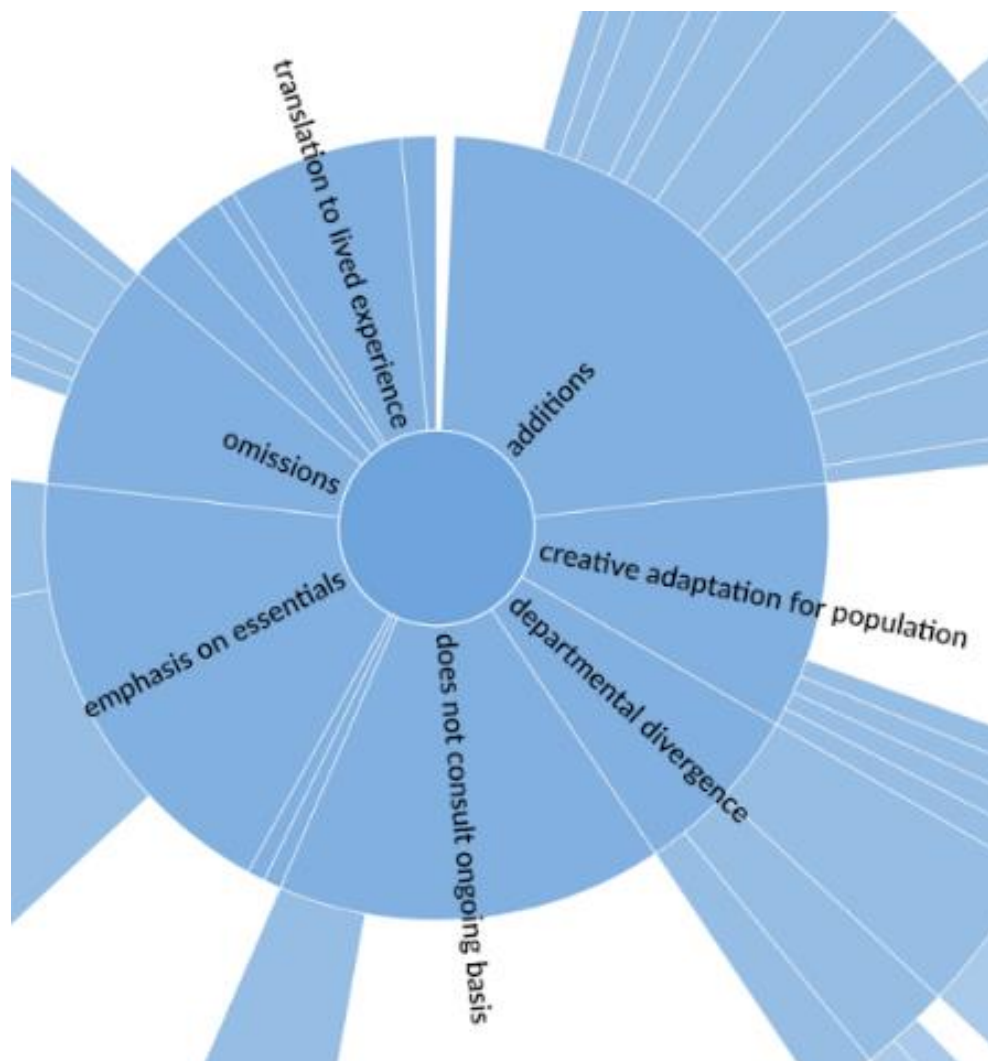 translation to lived experience
additions
omissions
creative adaptation for population
emphasis on essentials
departmental divergence
does not consult ongoing basis